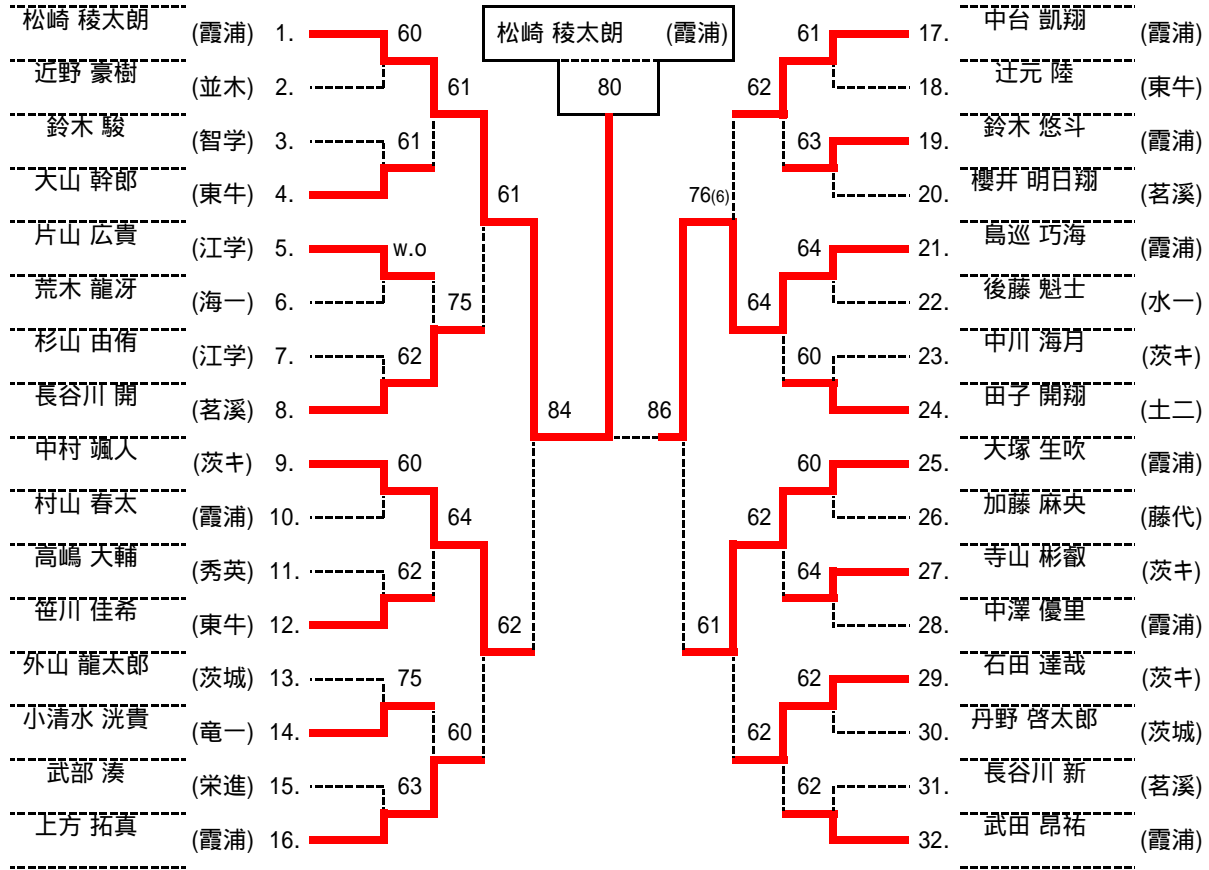 松崎 稜太朗 (霞浦)
80
松崎 稜太朗 (霞浦) 1.
近野 豪樹 (並木) 2.
鈴木 駿 (智学) 3.
大山 幹郎 (東牛) 4.
片山 広貴 (江学) 5.
荒木 龍冴 (海一) 6.
杉山 由侑 (江学) 7.
長谷川 開 (茗溪) 8.
中村 颯人 (茨キ) 9.
村山 春太 (霞浦) 10.
高嶋 大輔 (秀英) 11.
笹川 佳希 (東牛) 12.
外山 龍太郎 (茨城) 13.
小清水 洸貴 (竜一) 14.
武部 湊 (栄進) 15.
上方 拓真 (霞浦) 16.
60
61
w.o
62
60
62
75
63
61
75
64
60
61
62
84
86
76(6)
61
62
64
62
62
61
63
64
60
60
64
62
62
17. 中台 凱翔 (霞浦)
18. 辻元 陸 (東牛)
19. 鈴木 悠斗 (霞浦)
20. 櫻井 明日翔 (茗溪)
21. 島巡 巧海 (霞浦)
22. 後藤 魁士 (水一)
23. 中川 海月 (茨キ)
24. 田子 開翔 (土二)
25. 大塚 生吹 (霞浦)
26. 加藤 麻央 (藤代)
27. 寺山 彬叡 (茨キ)
28. 中澤 優里 (霞浦)
29. 石田 達哉 (茨キ)
30. 丹野 啓太郎 (茨城)
31. 長谷川 新 (茗溪)
32. 武田 昂祐 (霞浦)